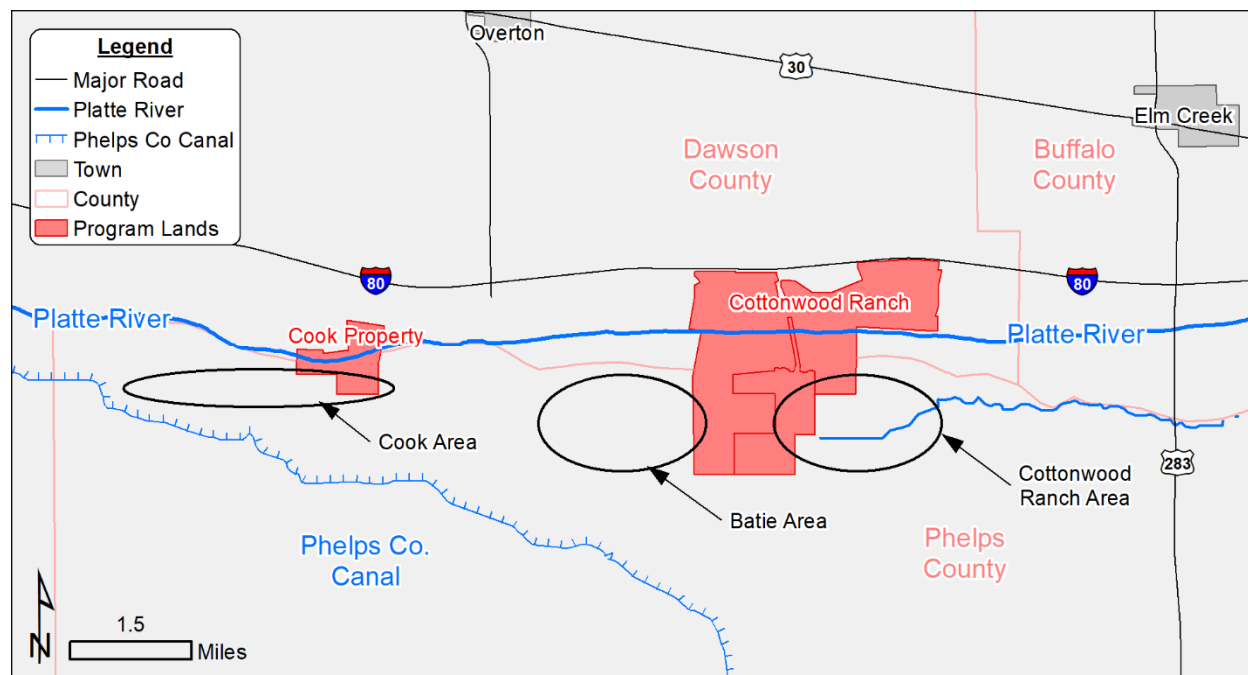 Legend
Major Road
Platte River
Phelps Co Canal
Town
County
Program Lands
Overton
30
Elm Creek
Dawson
County
Buffalo
County
80
80
Cottonwood Ranch
Platte River
Cook Property
Platte River
Cook Area
283
Cottonwood
Ranch Area
Batie Area
Phelps Co.
Canal
Phelps
County
N
1.5
Miles